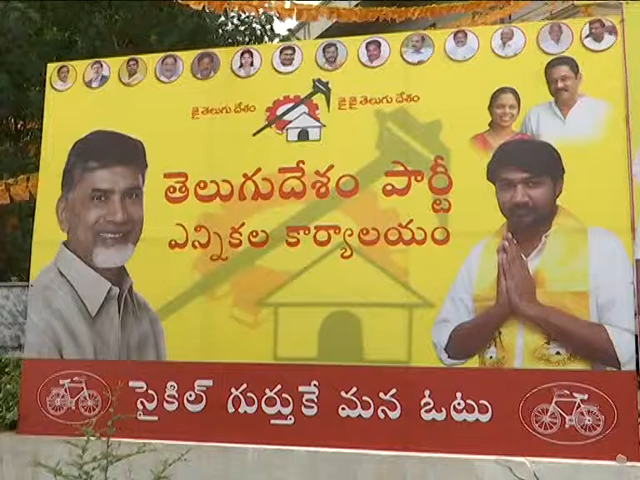 జై తెలుగు దేశం
జై జై తెలుగు దేశం
తెలుగుదేశం పార్టీ
ఎన్నికల కార్యాలయం
సైకిల్ గుర్తుకే మన ఓటు